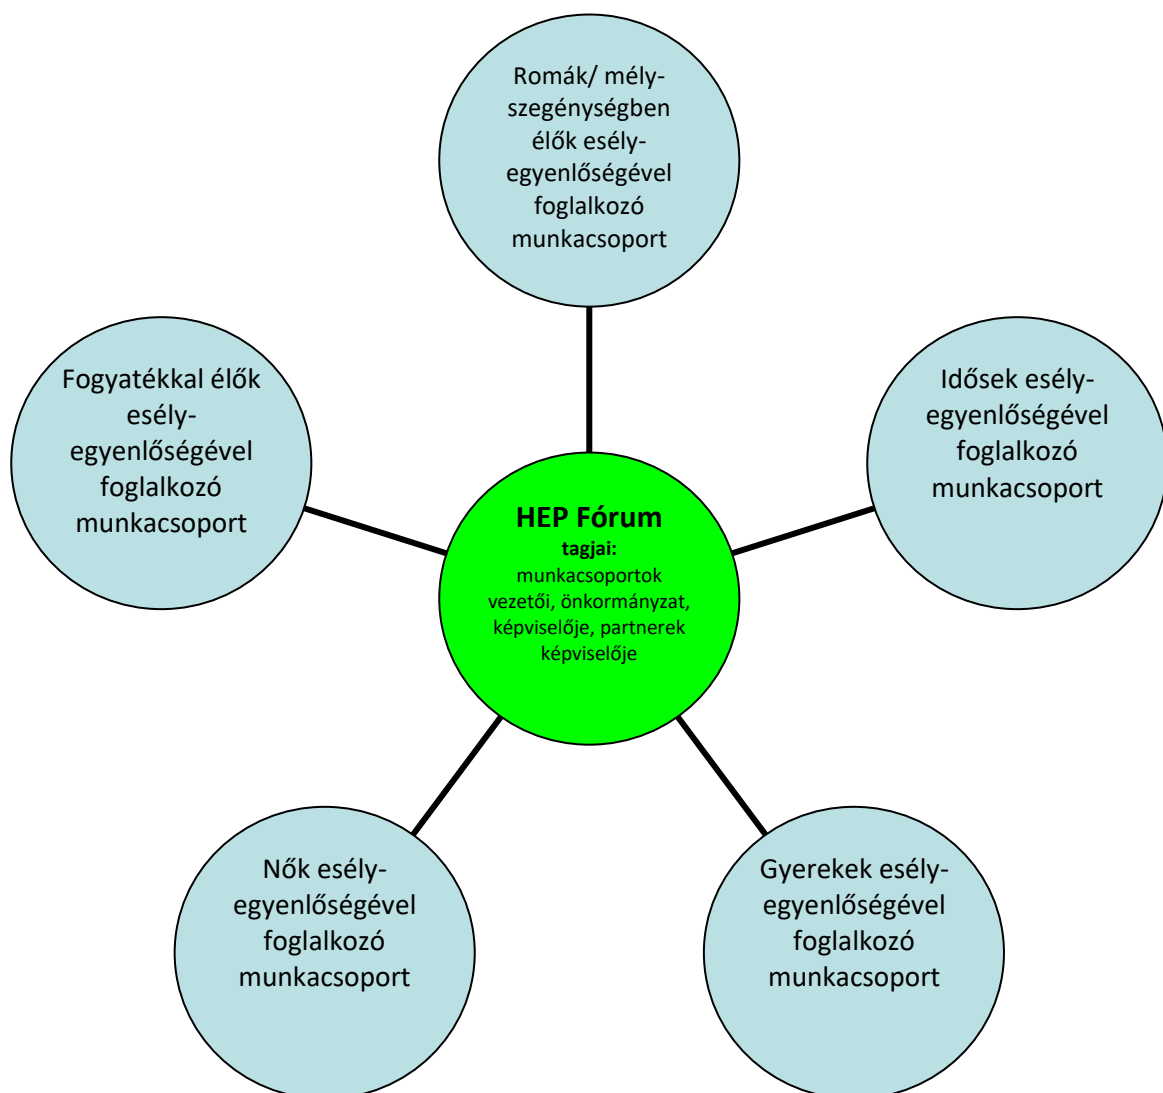 Romák/ mély-
szegénységben
élők esély-
egyenlőségével
foglalkozó
munkacsoport
Fogyatékkal élők
esély-
egyenlőségével
foglalkozó
munkacsoport
Idősek esély-
egyenlőségével
foglalkozó
munkacsoport
HEP Fórum
tagjai:
munkacsoportok
vezetői, önkormányzat,
képviselője, partnerek
képviselője
Nők esély-
egyenlőségével
foglalkozó
munkacsoport
Gyerekek esély-
egyenlőségével
foglalkozó
munkacsoport